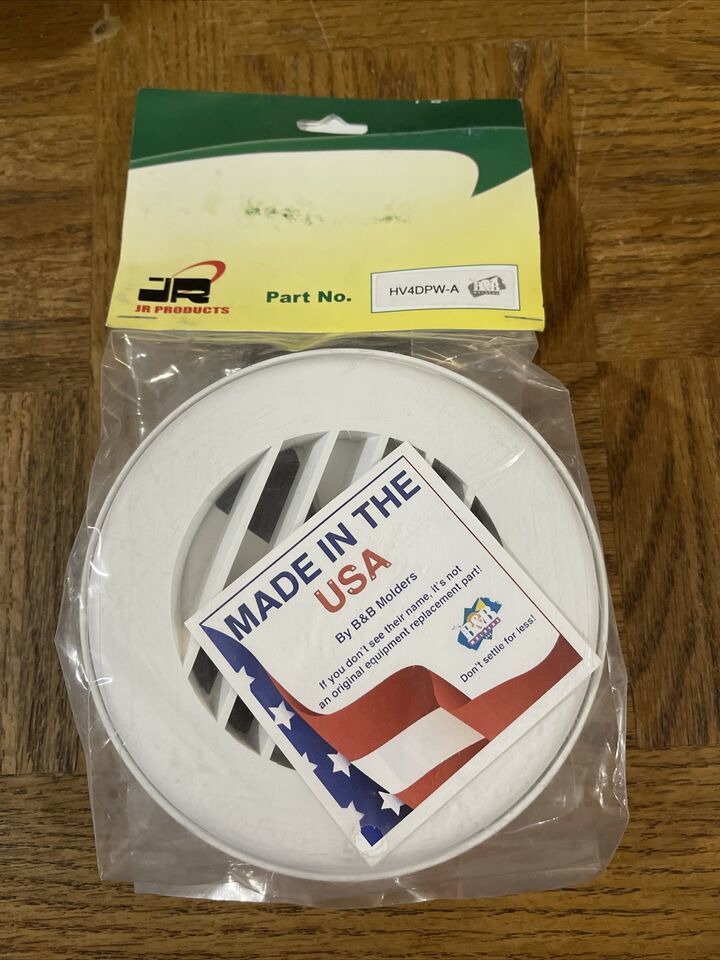 JR
JR PRODUCTS
Part No.
HV4DPW-A B&B
MADE IN THE
USA
By B&B Molders
If you don't see their name, it's not
an original equipment replacement part!
B&B
MOLDERS
Don't settle for less!